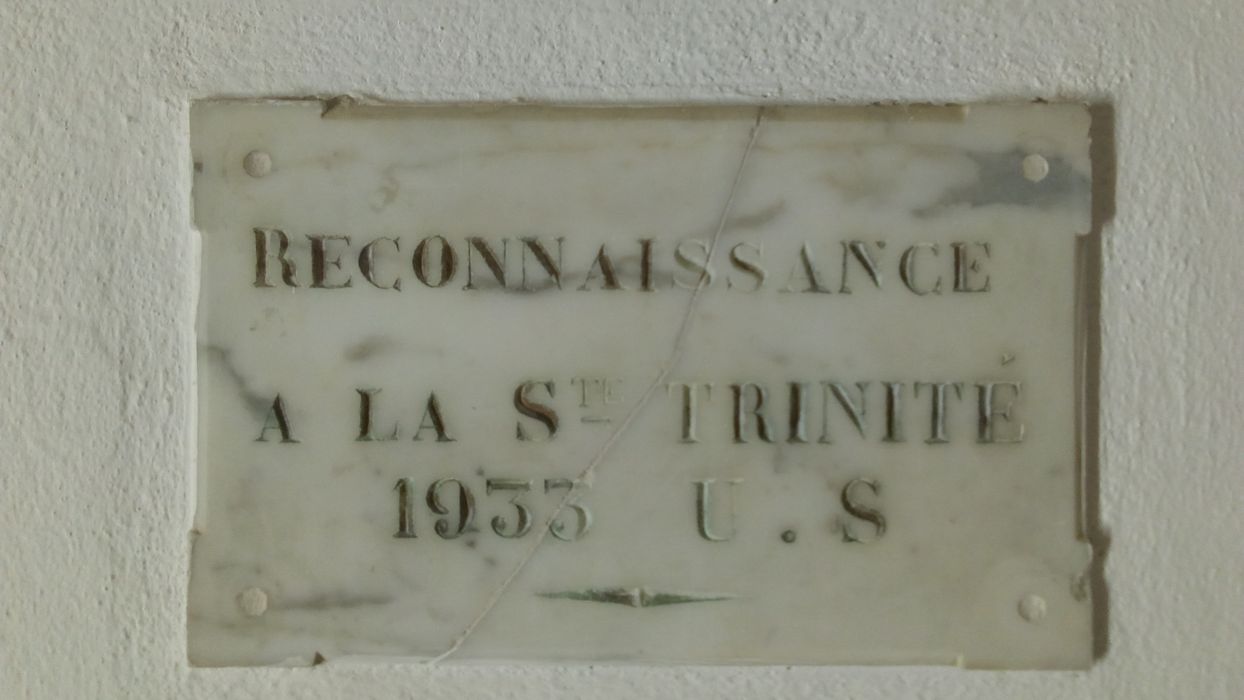 RECONNAISSANCE
A LA STE TRINITÉ
1933 U.S